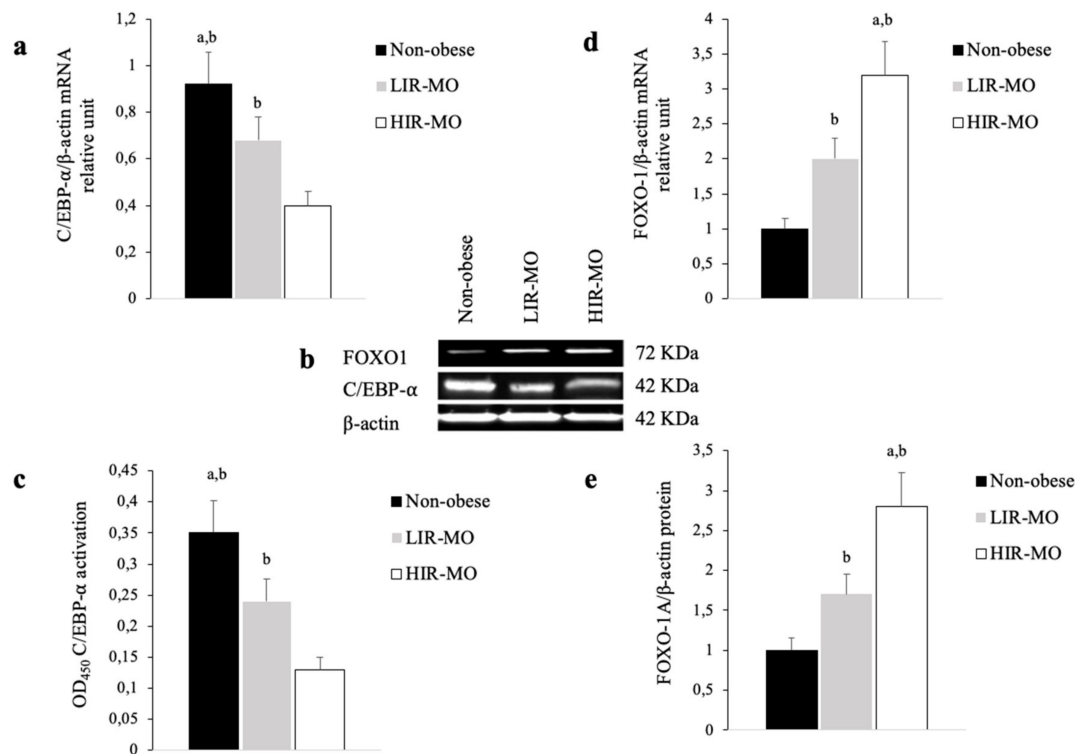 a
C/EBP-α/β-actin mRNA
relative unit
1,2
1
0,8
0,6
0,4
0,2
0
a,b
b
Non-obese
LIR-MO
HIR-MO
d
FOXO-1/β-actin mRNA
relative unit
4
3,5
3
2,5
2
1,5
1
0,5
0
b
a,b
Non-obese
LIR-MO
HIR-MO
b
Non-obese
LIR-MO
HIR-MO
FOXO1
72 KDa
C/EBP-α
42 KDa
β-actin
42 KDa
c
OD450 C/EBP-α activation
0,45
0,4
0,35
0,3
0,25
0,2
0,15
0,1
0,05
0
a,b
b
Non-obese
LIR-MO
HIR-MO
e
FOXO-1A/β-actin protein
3,5
3
2,5
2
1,5
1
0,5
0
b
a,b
Non-obese
LIR-MO
HIR-MO